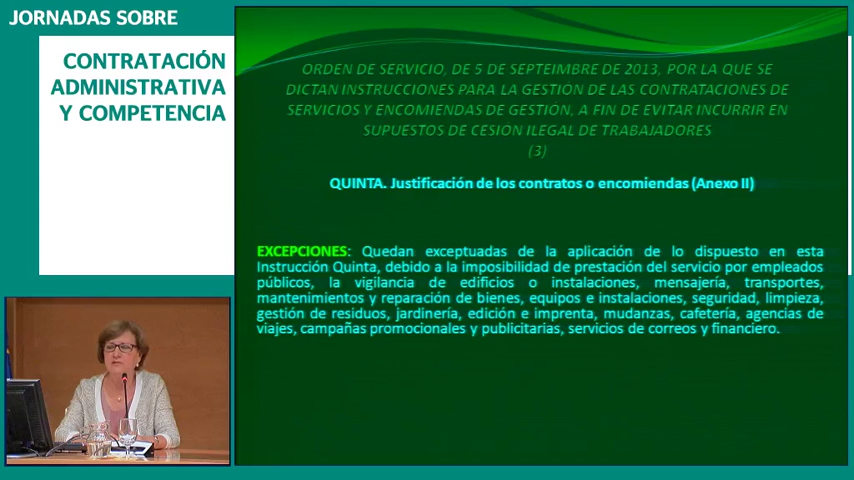 JORNADAS SOBRE
CONTRATACIÓN
ADMINISTRATIVA
Y COMPETENCIA
ORDEN DE SERVICIO, DE 5 DE SEPTEIMBRE DE 2013, POR LA QUE SE
DICTAN INSTRUCCIONES PARA LA GESTION DE LAS CONTRATACIONES DE
SERVICIOS Y ENCOMIENDAS DE GESTIÓN, A FIN DE EVITAR INCURRIR EN
SUPUESTOS DE CESION ILEGAL DE TRABAJADORES
(3)
QUINTA. Justificación de los contratos o encomiendas (Anexo II)
EXCEPCIONES: Quedan exceptuadas de la aplicación de lo dispuesto en esta
Instrucción Quinta, debido a la imposibilidad de prestación del servicio por empleados
públicos, la vigilancia de edificios o instalaciones, mensajería, transportes,
mantenimientos y reparación de bienes, equipos e instalaciones, seguridad, limpieza,
gestión de residuos, jardinería, edición e imprenta, mudanzas, cafetería, agencias de
viajes, campañas promocionales y publicitarias, servicios de correos y financiero.